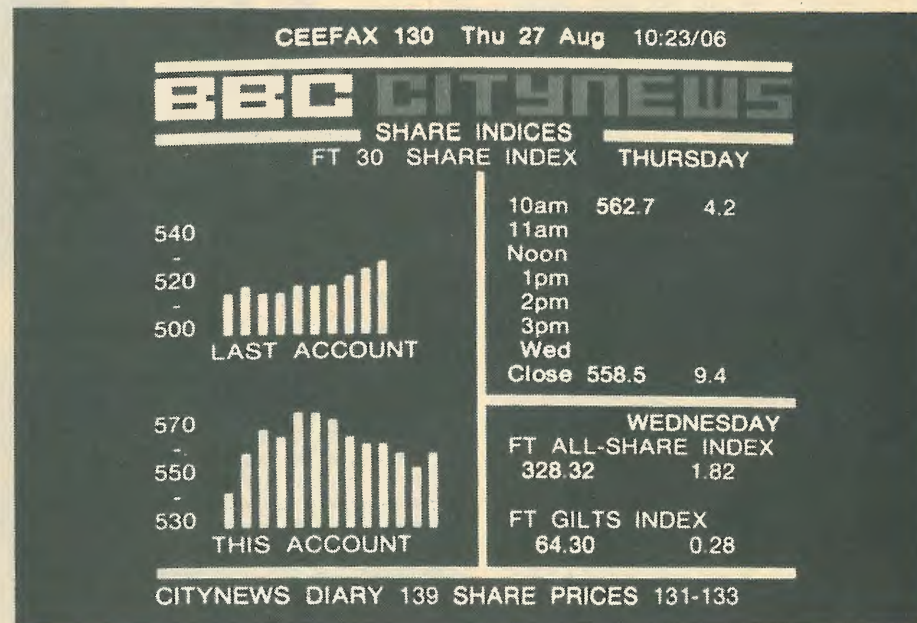 CEEFAX 130 Thu 27 Aug 10:23/06
BBC CITYNEWS
SHARE INDICES
FT 30 SHARE INDEX THURSDAY
540
-
520
-
500
LAST ACCOUNT
570
-
550
-
530
THIS ACCOUNT
10am 562.7 4.2
11am
Noon
1pm
2pm
3pm
Wed
Close 558.5 9.4
WEDNESDAY
FT ALL-SHARE INDEX
328.32 1.82
FT GILTS INDEX
64.30 0.28
CITYNEWS DIARY 139 SHARE PRICES 131-133